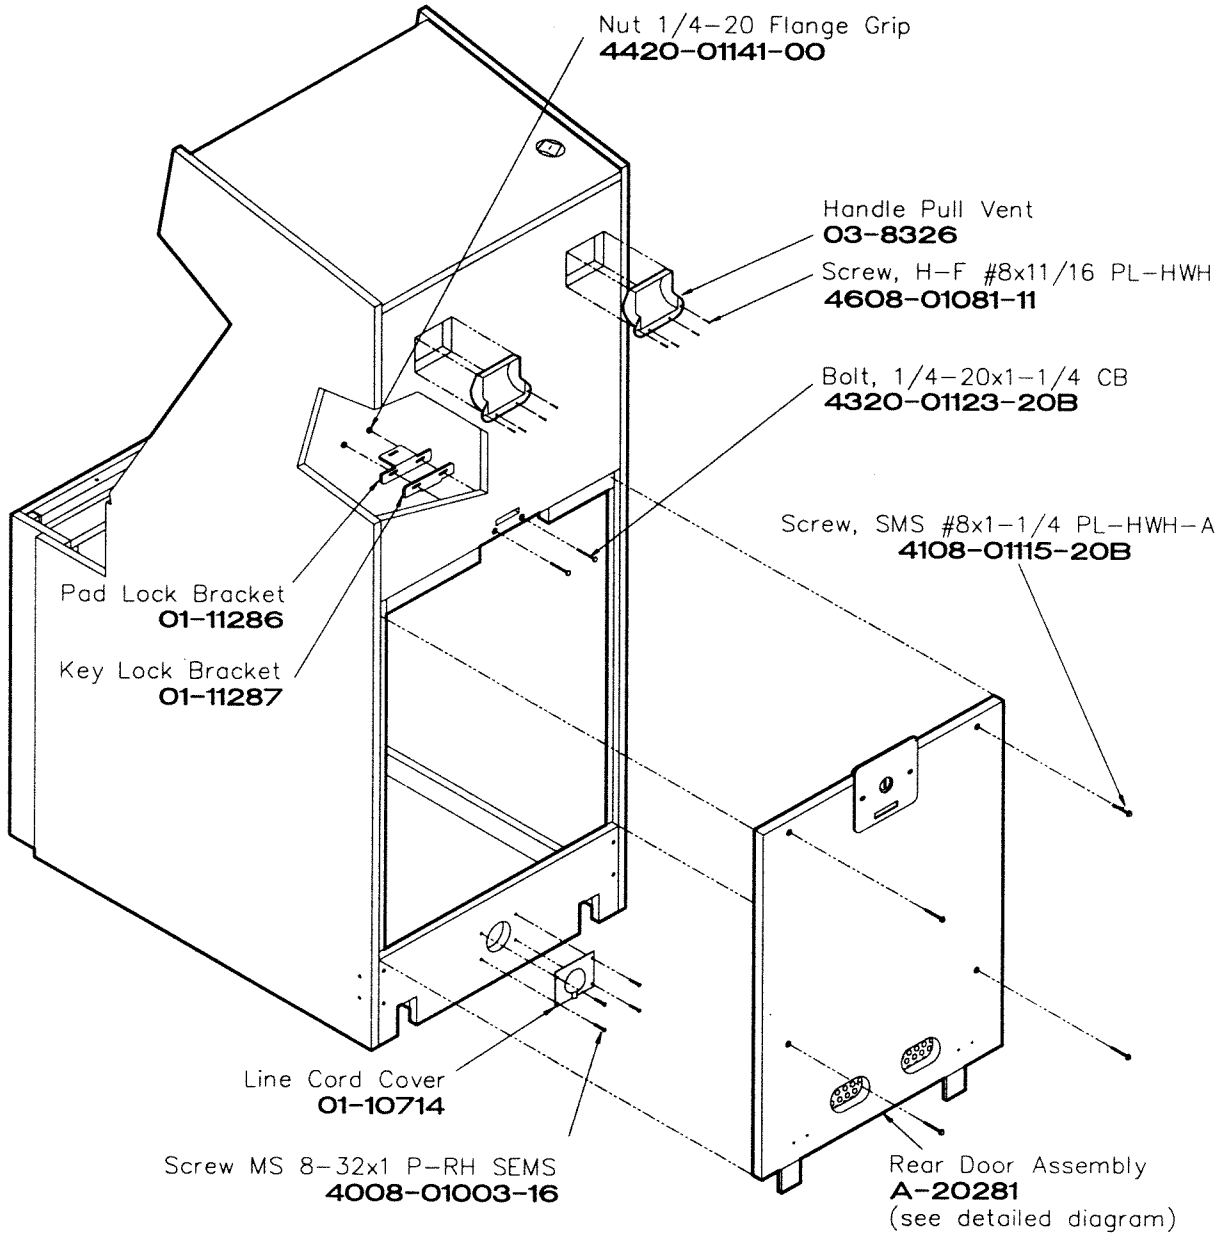 Nut 1/4-20 Flange Grip
4420-01141-00
Handle Pull Vent
03-8326
Screw, H-F #8x11/16 PL-HWH
4608-01081-11
Bolt, 1/4-20x1-1/4 CB
4320-01123-20B
Screw, SMS #8x1-1/4 PL-HWH-A
4108-01115-20B
Pad Lock Bracket
01-11286
Key Lock Bracket
01-11287
Line Cord Cover
01-10714
Screw MS 8-32x1 P-RH SEMS
4008-01003-16
Rear Door Assembly
A-20281
(see detailed diagram)